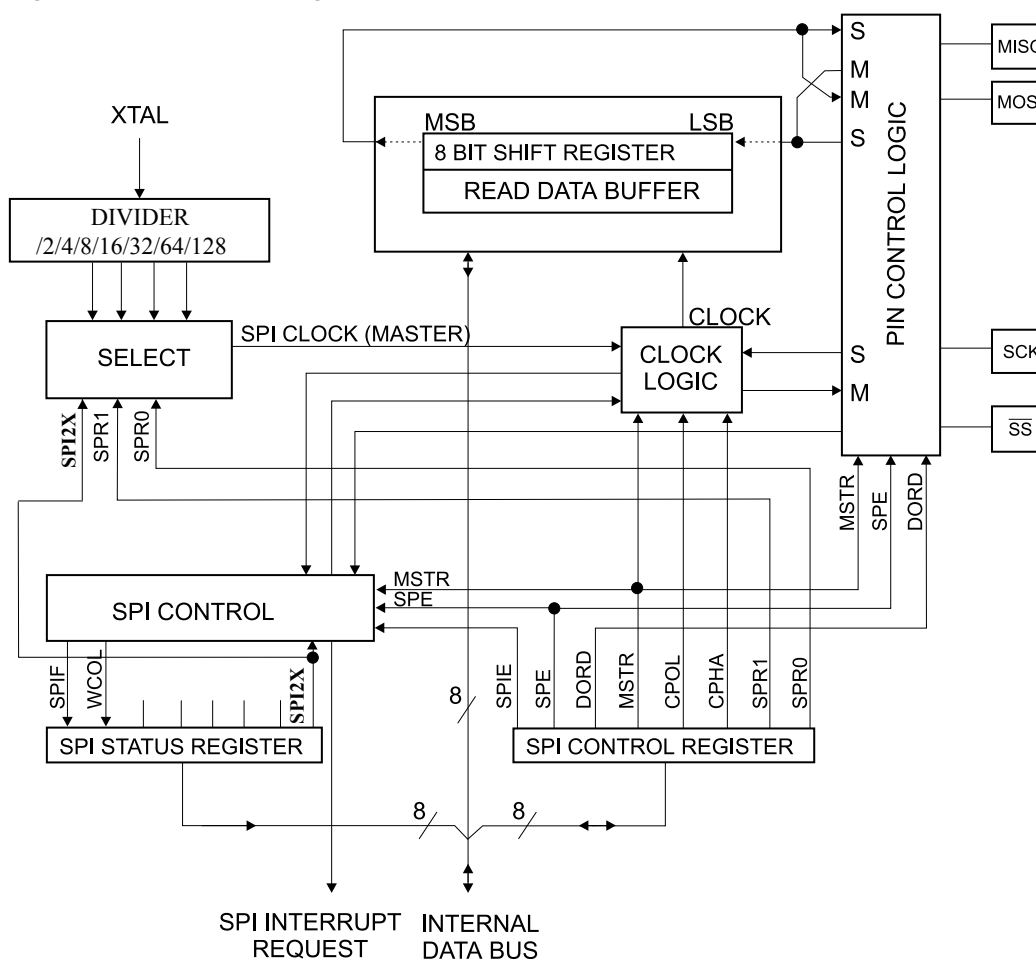 S
MISO
M
MSB
LSB
M
MOSI
XTAL
S
8 BIT SHIFT REGISTER
READ DATA BUFFER
PIN CONTROL LOGIC
DIVIDER
/2/4/8/16/32/64/128
SPI CLOCK (MASTER)
CLOCK
SELECT
CLOCK
LOGIC
S
SCK
M
SPI2X
SPR1
SPR0
SS
MSTR
SPE
DORD
MSTR
SPE
SPI CONTROL
SPIF
WCOL
SPI2X
8
SPIE
SPE
DORD
MSTR
CPOL
CPHA
SPR1
SPR0
SPI STATUS REGISTER
SPI CONTROL REGISTER
8
8
SPI INTERRUPT
REQUEST
INTERNAL
DATA BUS